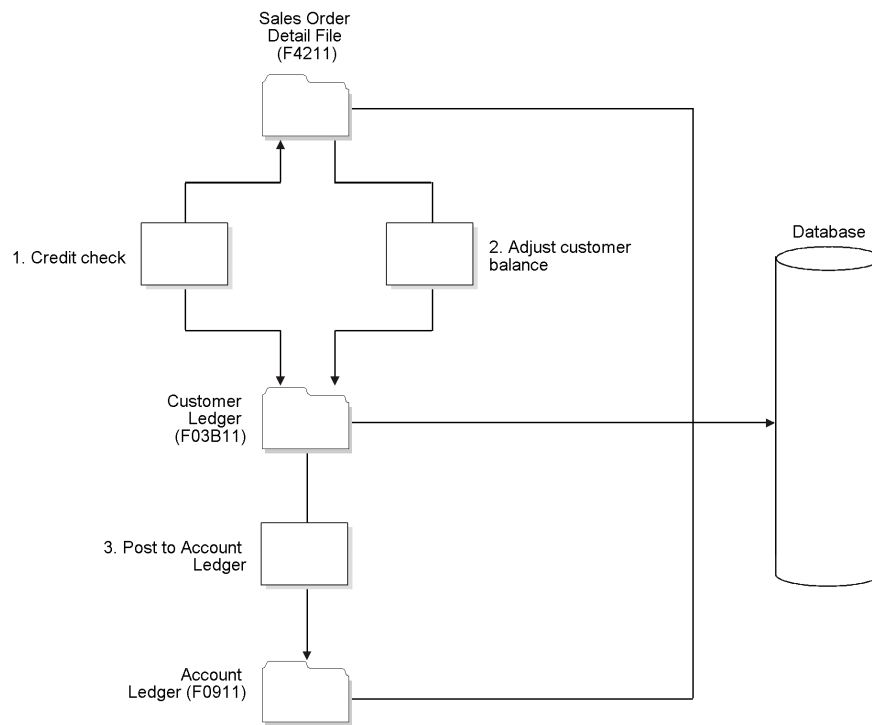 Sales Order
Detail File
(F4211)
1. Credit check
2. Adjust customer
balance
Database
Customer
Ledger
(F03B11)
3. Post to Account
Ledger
Account
Ledger (F0911)